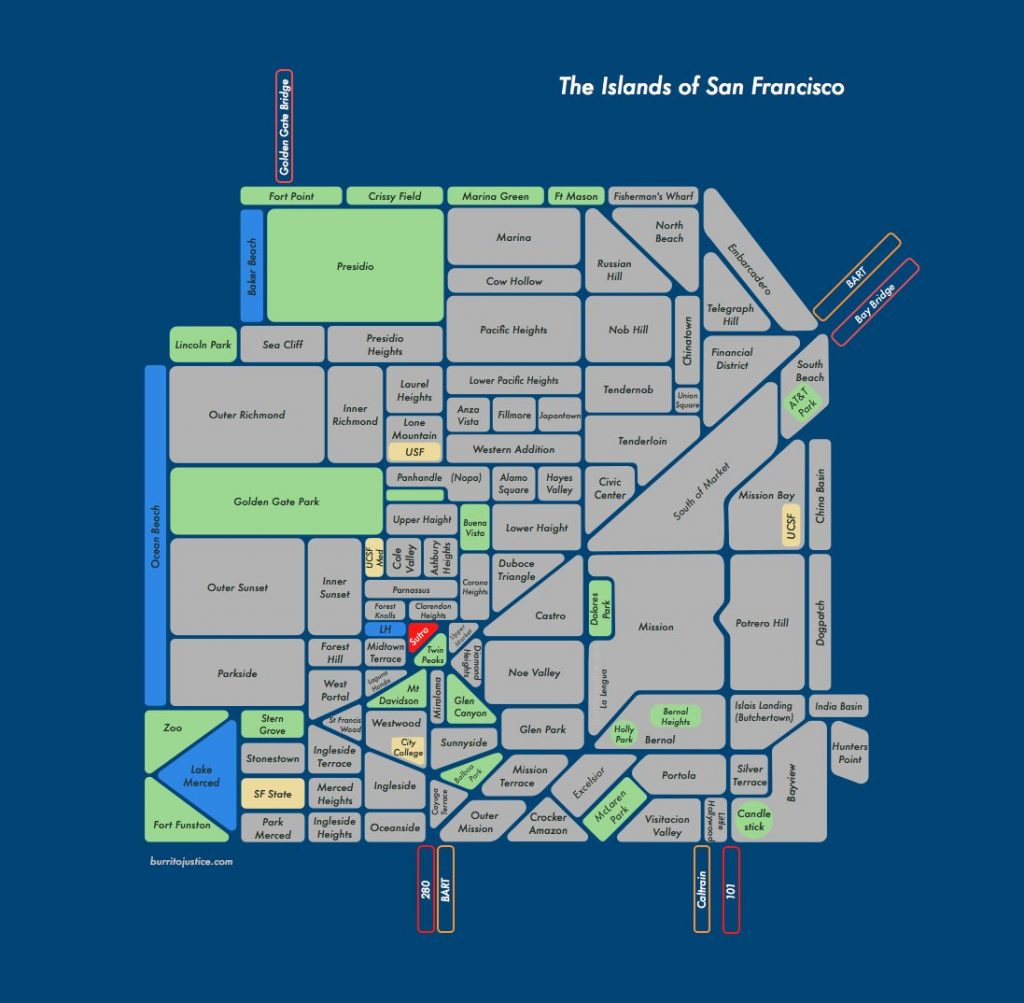 The Islands of San Francisco
Golden Gate Bridge
Fort Point
Crissy Field
Marina Green
Ft Mason
Fisherman's Wharf
Baker Beach
Presidio
Marina
Cow Hollow
Russian
Hill
North
Beach
Embarcadero
BART
Bay Bridge
Telegraph
Hill
Lincoln Park
Sea Cliff
Presidio
Heights
Pacific Heights
Nob Hill
Chinatown
Financial
District
South
Beach
AT&T
Park
Outer Richmond
Inner
Richmond
Laurel
Heights
Lone
Mountain
USF
Lower Pacific Heights
Anza
Vista
Fillmore
Japantown
Western Addition
Tendernob
Union
Square
Tenderloin
Ocean Beach
Golden Gate Park
Panhandle (Nopa)
Alamo
Square
Hayes
Valley
Civic
Center
South of Market
Mission Bay
UCSF
China Basin
Upper Haight
Buena
Vista
Lower Haight
Outer Sunset
Inner
Sunset
UCSF
Med
Cole
Valley
Ashbury
Heights
Corona
Heights
Duboce
Triangle
Parnassus
Forest
Knolls
Clarendon
Heights
Castro
Dolores
Park
Mission
Potrero Hill
Dogpatch
LH
Sutro
Upper
Market
Parkside
Forest
Hill
Midtown
Terrace
Twin
Peaks
Diamond
Heights
Noe Valley
La Lengua
West
Portal
Laguna
Honda
Mt
Davidson
Miraloma
Glen
Canyon
Islais Landing
(Butchertown)
India Basin
Zoo
Stern
Grove
St Francis
Wood
Westwood
City
College
Sunnyside
Glen Park
Holly
Park
Bernal
Heights
Bernal
Hunters
Point
Lake
Merced
Stonestown
Ingleside
Terrace
Ingleside
Balboa Park
Mission
Terrace
Excelsior
Portola
Silver
Terrace
Bayview
SF State
Merced
Heights
Cayuga
Terrace
Outer
Mission
Crocker
Amazon
McLaren
Park
Visitacion
Valley
Little
Hollywood
Candle
stick
Fort Funston
Park
Merced
Ingleside
Heights
Oceanside
burritojustice.com
280
BART
Caltrain
101